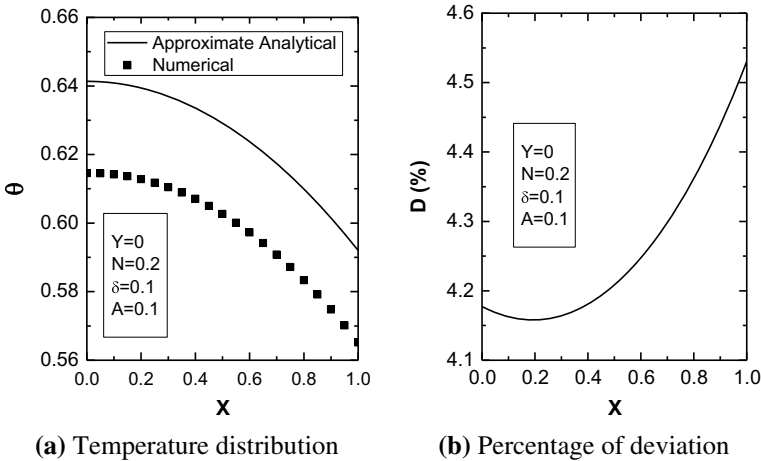 0.66
0.64
0.62
0.60
0.58
0.56
θ
Approximate Analytical
Numerical
Y=0
N=0.2
δ=0.1
A=0.1
0.0 0.2 0.4 0.6 0.8 1.0
X
(a) Temperature distribution
4.6
4.5
4.4
4.3
4.2
4.1
D (%)
Y=0
N=0.2
δ=0.1
A=0.1
0.0 0.2 0.4 0.6 0.8 1.0
X
(b) Percentage of deviation